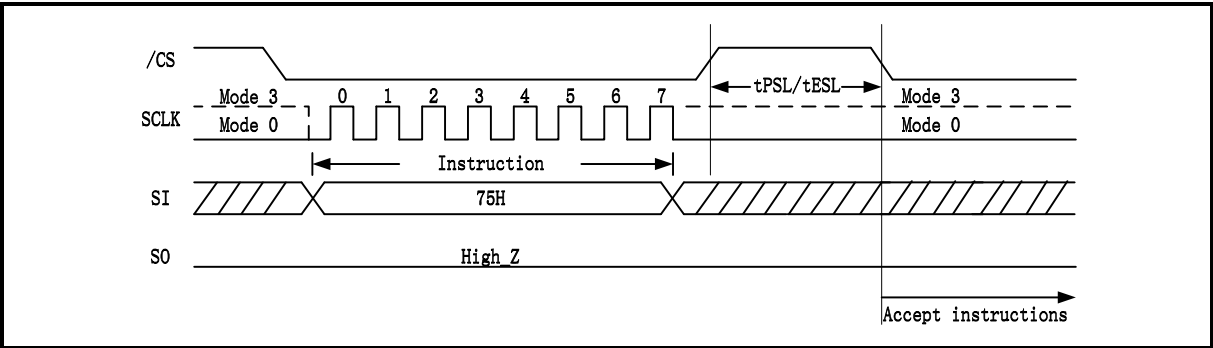 /CS
tPSL/tESL
Mode 3 0 1 2 3 4 5 6 7 Mode 3
SCLK
Mode 0 Mode 0
Instruction
SI 75H
SO High_Z
Accept instructions